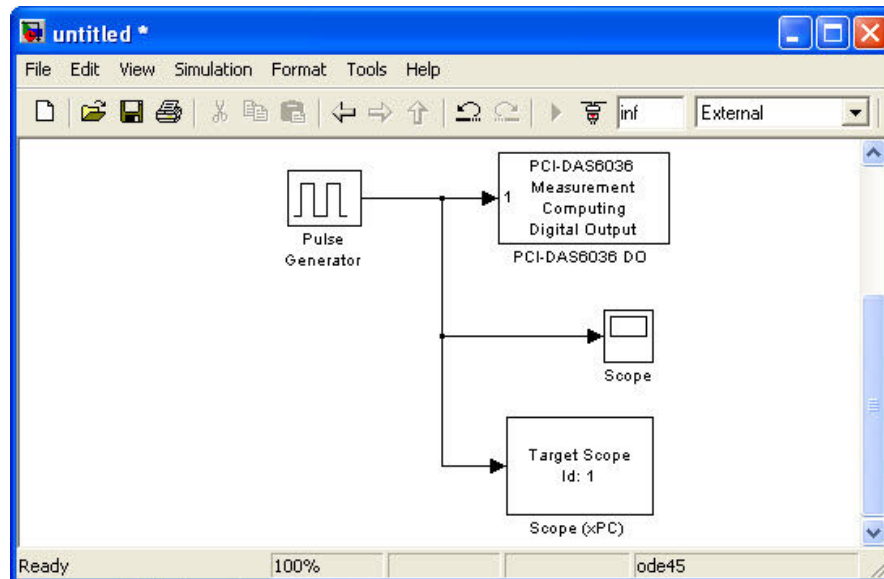 untitled *
File Edit View Simulation Format Tools Help
inf External
PCI-DAS6036
Measurement
Computing
Digital Output
1
PCI-DAS6036 DO
Pulse
Generator
Scope
Target Scope
Id: 1
Scope (xPC)
Ready 100% ode45